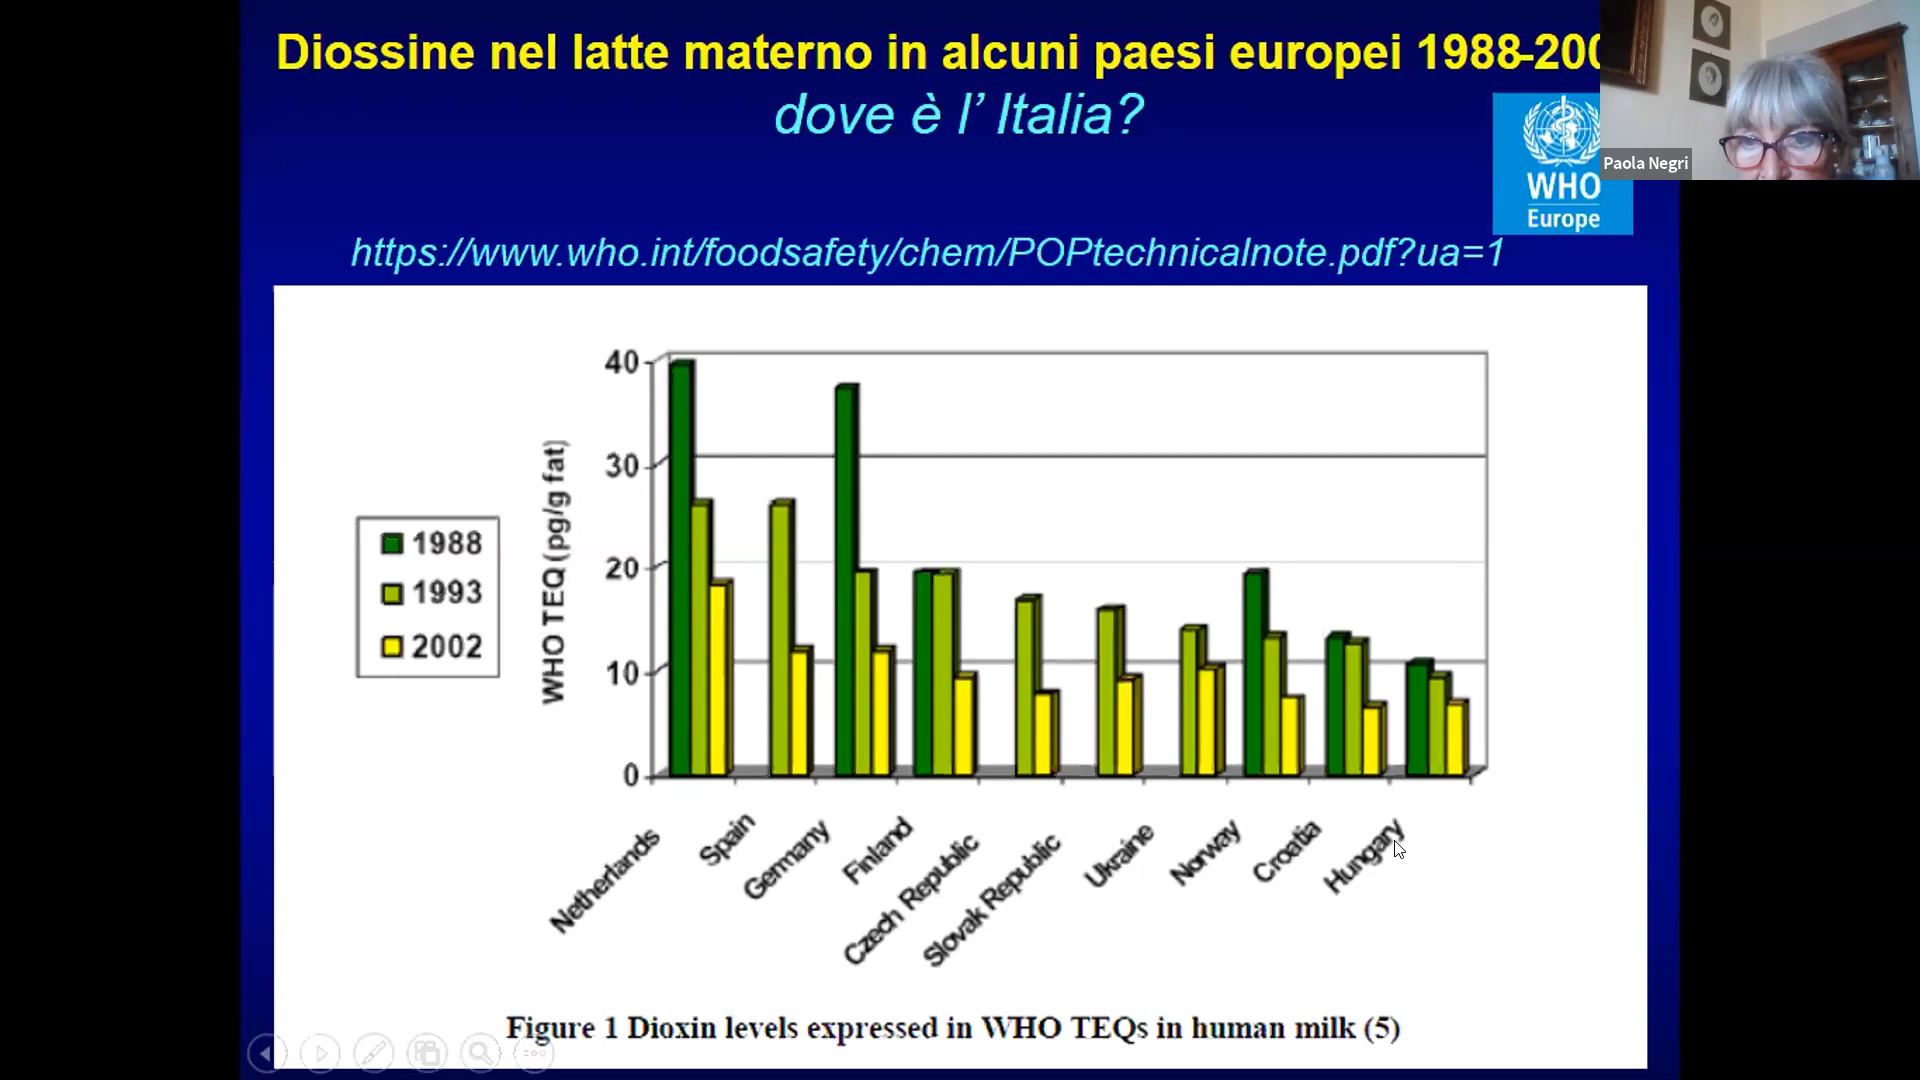 Diossine nel latte materno in alcuni paesi europei 1988-200
dove è l’ Italia?
Paola Negri
WHO
Europe
https://www.who.int/foodsafety/chem/POPtechnicalnote.pdf?ua=1
40
30
20
10
0
WHO TEQ (pg/g fat)
1988
1993
2002
Netherlands
Spain
Germany
Finland
Czech Republic
Slovak Republic
Ukraine
Norway
Croatia
Hungary
Figure 1 Dioxin levels expressed in WHO TEQs in human milk (5)